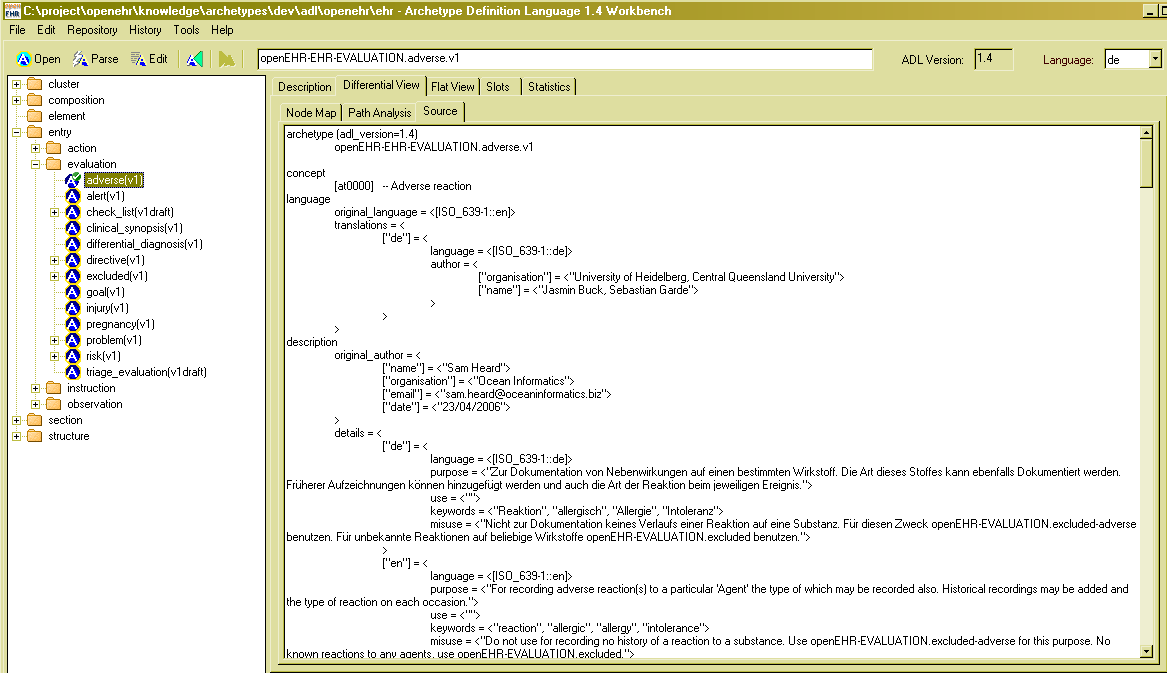 C:\project\openehr\knowledge\archetypes\dev\adl\openehr\ehr - Archetype Definition Language 1.4 Workbench
File Edit Repository History Tools Help
Open Parse Edit openEHR-EHR-EVALUATION.adverse.v1 ADL Version: 1.4 Language: de
cluster
composition
element
entry
action
evaluation
adverse(v1)
alert(v1)
check_list(v1draft)
clinical_synopsis(v1)
differential_diagnosis(v1)
directive(v1)
excluded(v1)
goal(v1)
injury(v1)
pregnancy(v1)
problem(v1)
risk(v1)
triage_evaluation(v1draft)
instruction
observation
section
structure
Description Differential View Flat View Slots Statistics
Node Map Path Analysis Source
archetype (adl_version=1.4)
openEHR-EHR-EVALUATION.adverse.v1
concept
[at0000] -- Adverse reaction
language
original_language = <[ISO_639-1::en]>
translations = <
["de"] = <
language = <[ISO_639-1::de]>
author = <
["organisation"] = <"University of Heidelberg, Central Queensland University">
["name"] = <"Jasmin Buck, Sebastian Garde">
>
>
>
description
original_author = <
["name"] = <"Sam Heard">
["organisation"] = <"Ocean Informatics">
["email"] = <"sam.heard@oceaninformatics.biz">
["date"] = <"23/04/2006">
>
details = <
["de"] = <
language = <[ISO_639-1::de]>
purpose = <"Zur Dokumentation von Nebenwirkungen auf einen bestimmten Wirkstoff. Die Art dieses Stoffes kann ebenfalls Dokumentiert werden.
Früherer Aufzeichnungen können hinzugefügt werden und auch die Art der Reaktion beim jeweiligen Ereignis.">
use = <"">
keywords = <"Reaktion", "allergisch", "Allergie", "Intoleranz">
misuse = <"Nicht zur Dokumentation keines Verlaufs einer Reaktion auf eine Substanz. Für diesen Zweck openEHR-EVALUATION.excluded-adverse
benutzen. Für unbekannte Reaktionen auf beliebige Wirkstoffe openEHR-EVALUATION.excluded benutzen.">
>
["en"] = <
language = <[ISO_639-1::en]>
purpose = <"For recording adverse reaction(s) to a particular 'Agent' the type of which may be recorded also. Historical recordings may be added and
the type of reaction on each occasion.">
use = <"">
keywords = <"reaction", "allergic", "allergy", "intolerance">
misuse = <"Do not use for recording no history of a reaction to a substance. Use openEHR-EVALUATION.excluded-adverse for this purpose. No
known reactions to any agents, use openEHR-EVALUATION.excluded.">